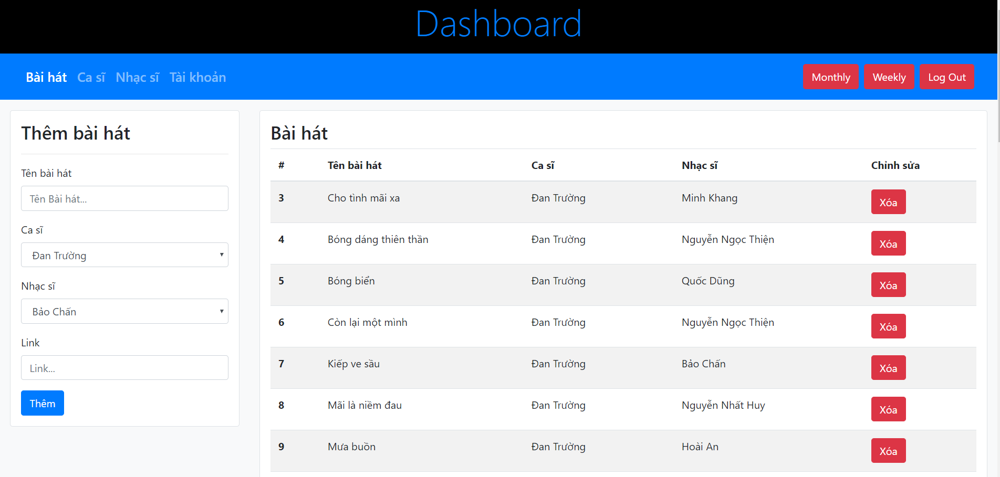 Dashboard
Bài hát Ca sĩ Nhạc sĩ Tài khoản Monthly Weekly Log Out
Thêm bài hát
Tên bài hát
Tên Bài hát...
Ca sĩ
Đan Trường
Nhạc sĩ
Bảo Chấn
Link
Link...
Thêm
Bài hát
# Tên bài hát Ca sĩ Nhạc sĩ Chỉnh sửa
3 Cho tình mãi xa Đan Trường Minh Khang Xóa
4 Bóng dáng thiên thần Đan Trường Nguyễn Ngọc Thiện Xóa
5 Bóng biển Đan Trường Quốc Dũng Xóa
6 Còn lại một mình Đan Trường Nguyễn Ngọc Thiện Xóa
7 Kiếp ve sầu Đan Trường Bảo Chấn Xóa
8 Mãi là niềm đau Đan Trường Nguyễn Nhất Huy Xóa
9 Mưa buồn Đan Trường Hoài An Xóa